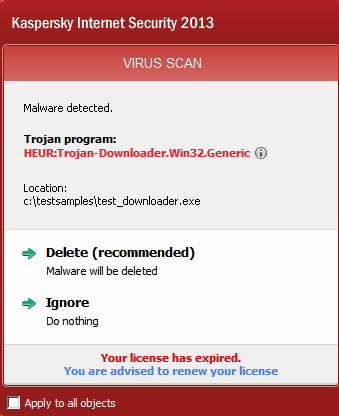 Kaspersky Internet Security 2013
VIRUS SCAN
Malware detected.
Trojan program:
HEUR:Trojan-Downloader.Win32.Generic
Location:
c:\testsamples\test_downloader.exe
Delete (recommended)
Malware will be deleted
Ignore
Do nothing
Your license has expired.
You are advised to renew your license
Apply to all objects